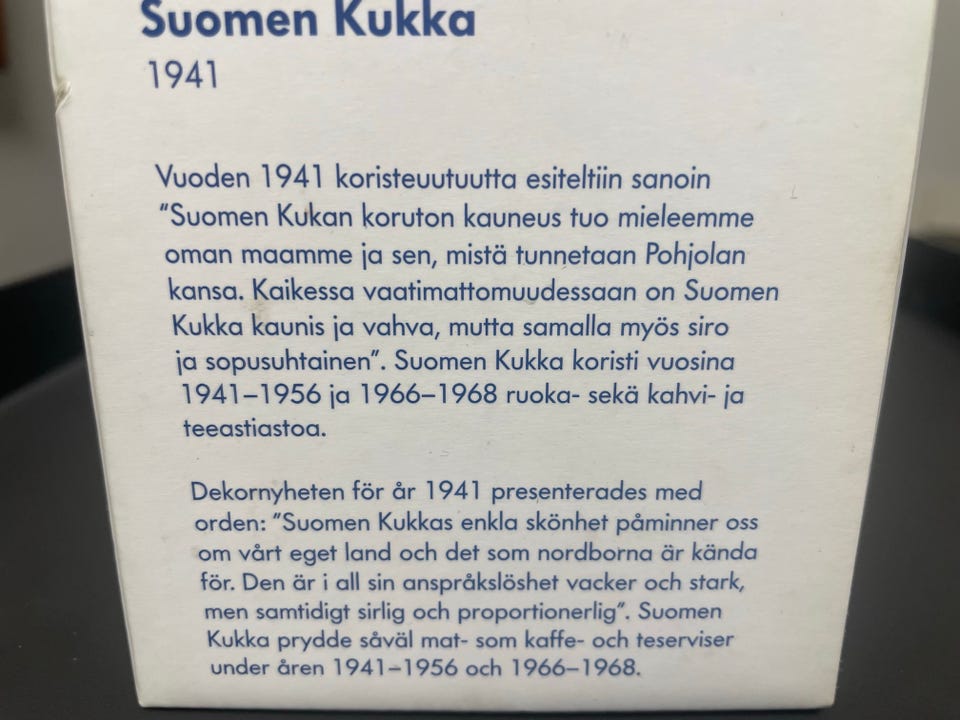 Suomen Kukka
1941
Vuoden 1941 koristeuutuutta esiteltiin sanoin
"Suomen Kukan koruton kauneus tuo mieleemme
oman maamme ja sen, mistä tunnetaan Pohjolan
kansa. Kaikessa vaatimattomuudessaan on Suomen
Kukka kaunis ja vahva, mutta samalla myös siro
ja sopusuhtainen". Suomen Kukka koristi vuosina
1941–1956 ja 1966–1968 ruoka- sekä kahvi- ja
teeastiastoa.
Dekornyheten för år 1941 presenterades med
orden: "Suomen Kukkas enkla skönhet påminner oss
om vårt eget land och det som nordborna är kända
för. Den är i all sin anspråkslöshet vacker och stark,
men samtidigt sirlig och proportionerlig". Suomen
Kukka prydde såväl mat- som kaffe- och teserviser
under åren 1941–1956 och 1966–1968.